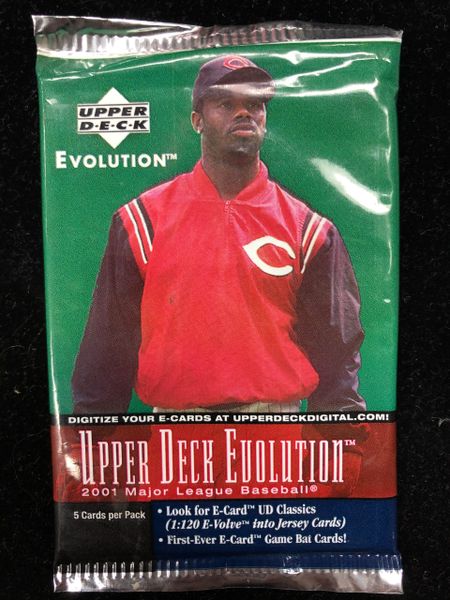 UPPER
D·E·C·K
EVOLUTION™
C
DIGITIZE YOUR E-CARDS AT UPPERDECKDIGITAL.COM!
UPPER DECK EVOLUTION™
2001 Major League Baseball®
5 Cards per Pack
• Look for E-Card™ UD Classics
(1:120 E-Volve™ into Jersey Cards)
• First-Ever E-Card™ Game Bat Cards!